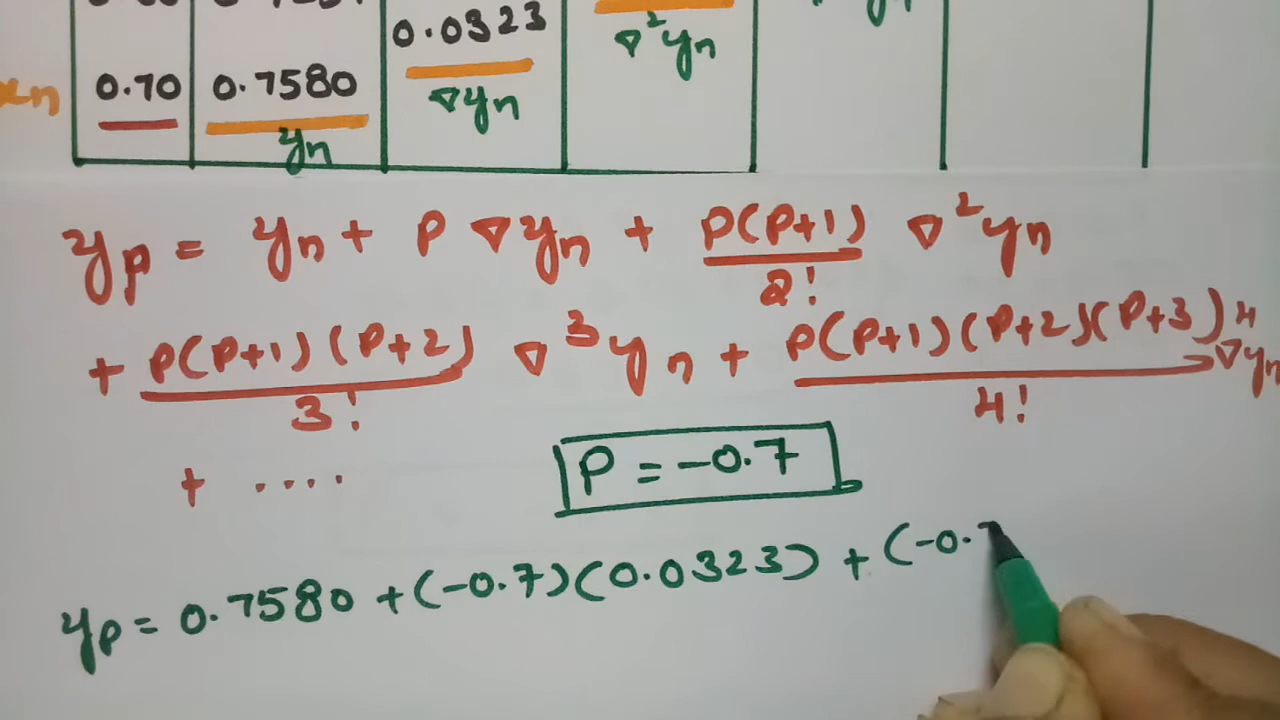 0.0323 ∇²yn
xn 0.70 0.7580 ∇yn
yn
yp = yn + P ∇yn + P(P+1)/2! ∇²yn
+ P(P+1)(P+2)/3! ∇³yn + P(P+1)(P+2)(P+3)/4! ∇⁴yn
+ ....
P = -0.7
yp = 0.7580 + (-0.7)(0.0323) + (-0.7